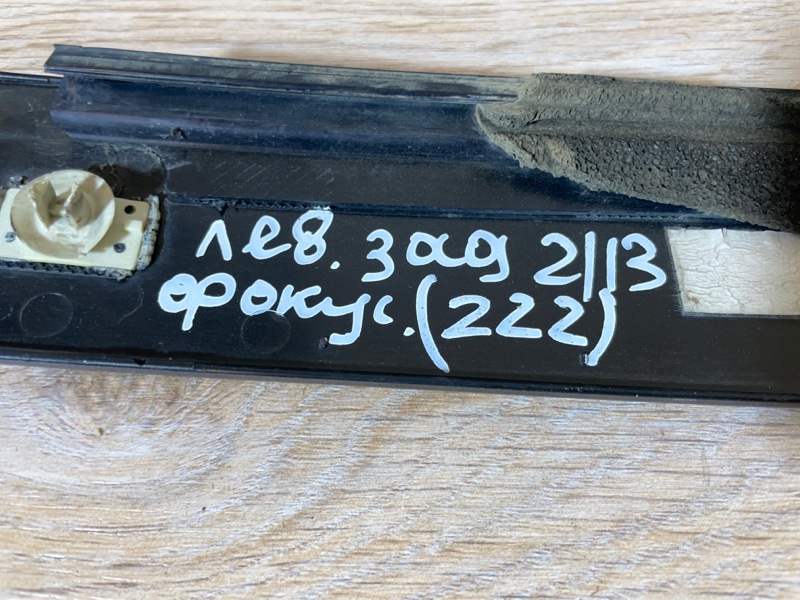 лев. зад 2/13
фокус. (222)